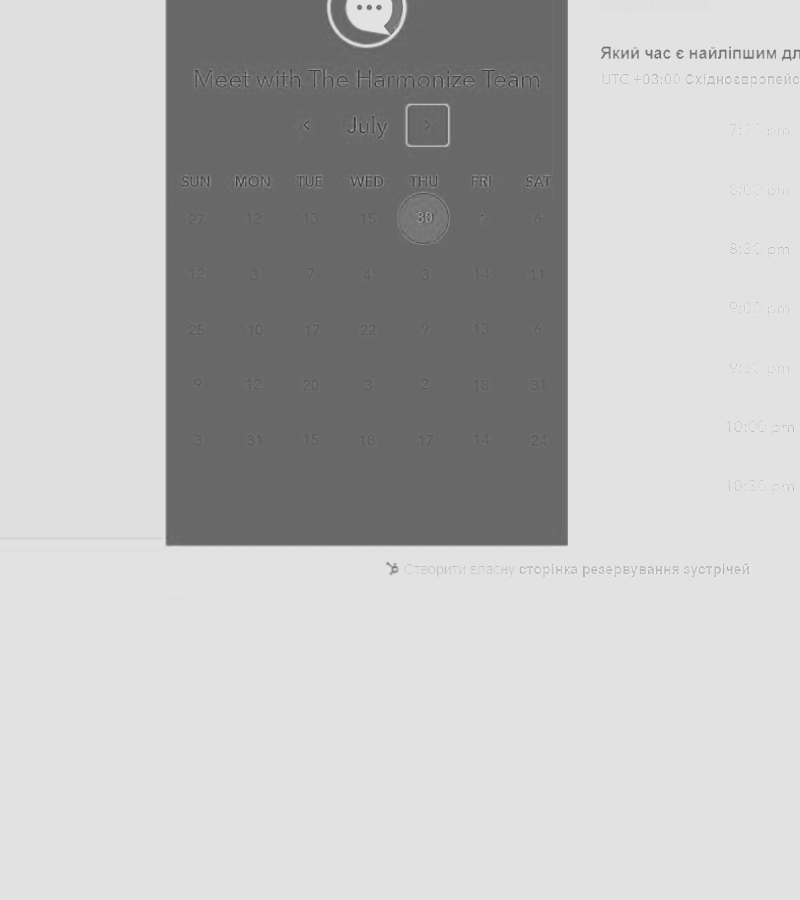 Meet with The Harmonize Team
July
SUN MON TUE WED THU FRI SAT
27 12 13 15 30 6
12 3 7 4 3 14 11
25 10 17 22 9 13 6
9 12 20 3 2 18 31
3 31 15 18 17 14 24
Який час є найліпшим
UTC +03:00
7:30 pm
8:00 pm
8:30 pm
9:00 pm
9:30 pm
10:00 pm
10:30 pm
Створити власну сторінка резервування зустрічей